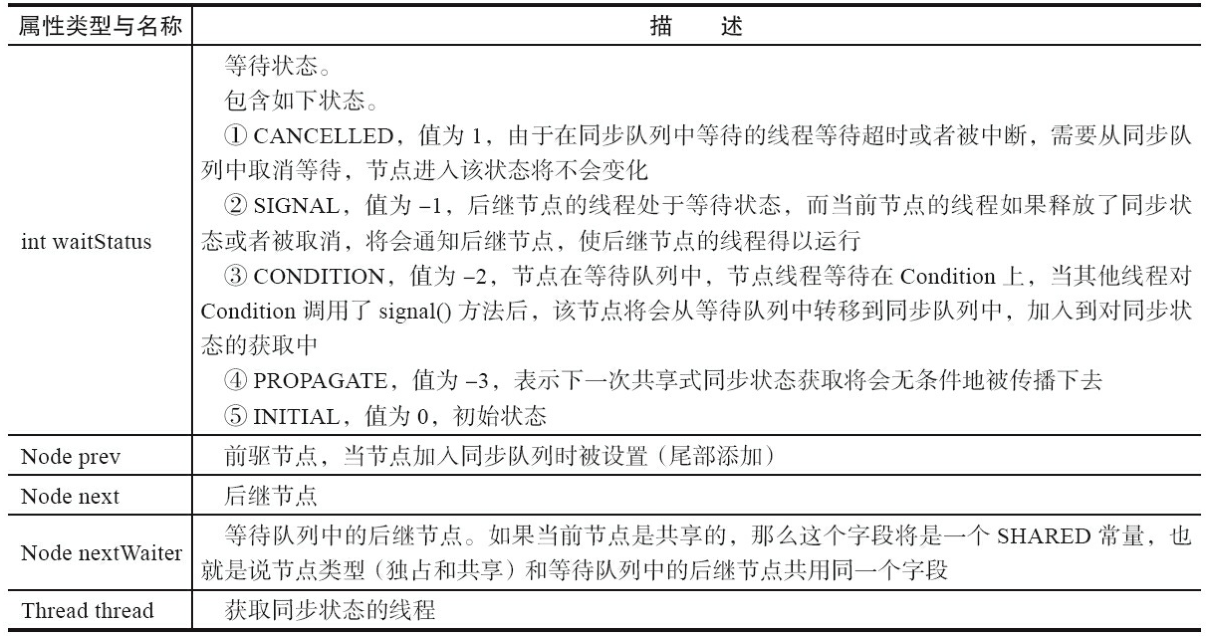 属性类型与名称 描 述
等待状态。
包含如下状态。
① CANCELLED，值为 1，由于在同步队列中等待的线程等待超时或者被中断，需要从同步队
列中取消等待，节点进入该状态将不会变化
② SIGNAL，值为 –1，后继节点的线程处于等待状态，而当前节点的线程如果释放了同步状
int waitStatus 态或者被取消，将会通知后继节点，使后继节点的线程得以运行
③ CONDITION，值为 –2，节点在等待队列中，节点线程等待在 Condition 上，当其他线程对
Condition 调用了 signal() 方法后，该节点将会从等待队列中转移到同步队列中，加入到对同步状
态的获取中
④ PROPAGATE，值为 –3，表示下一次共享式同步状态获取将会无条件地被传播下去
⑤ INITIAL，值为 0，初始状态
Node prev 前驱节点，当节点加入同步队列时被设置（尾部添加）
Node next 后继节点
Node nextWaiter 等待队列中的后继节点。如果当前节点是共享的，那么这个字段将是一个 SHARED 常量，也
就是说节点类型（独占和共享）和等待队列中的后继节点共用同一个字段
Thread thread 获取同步状态的线程